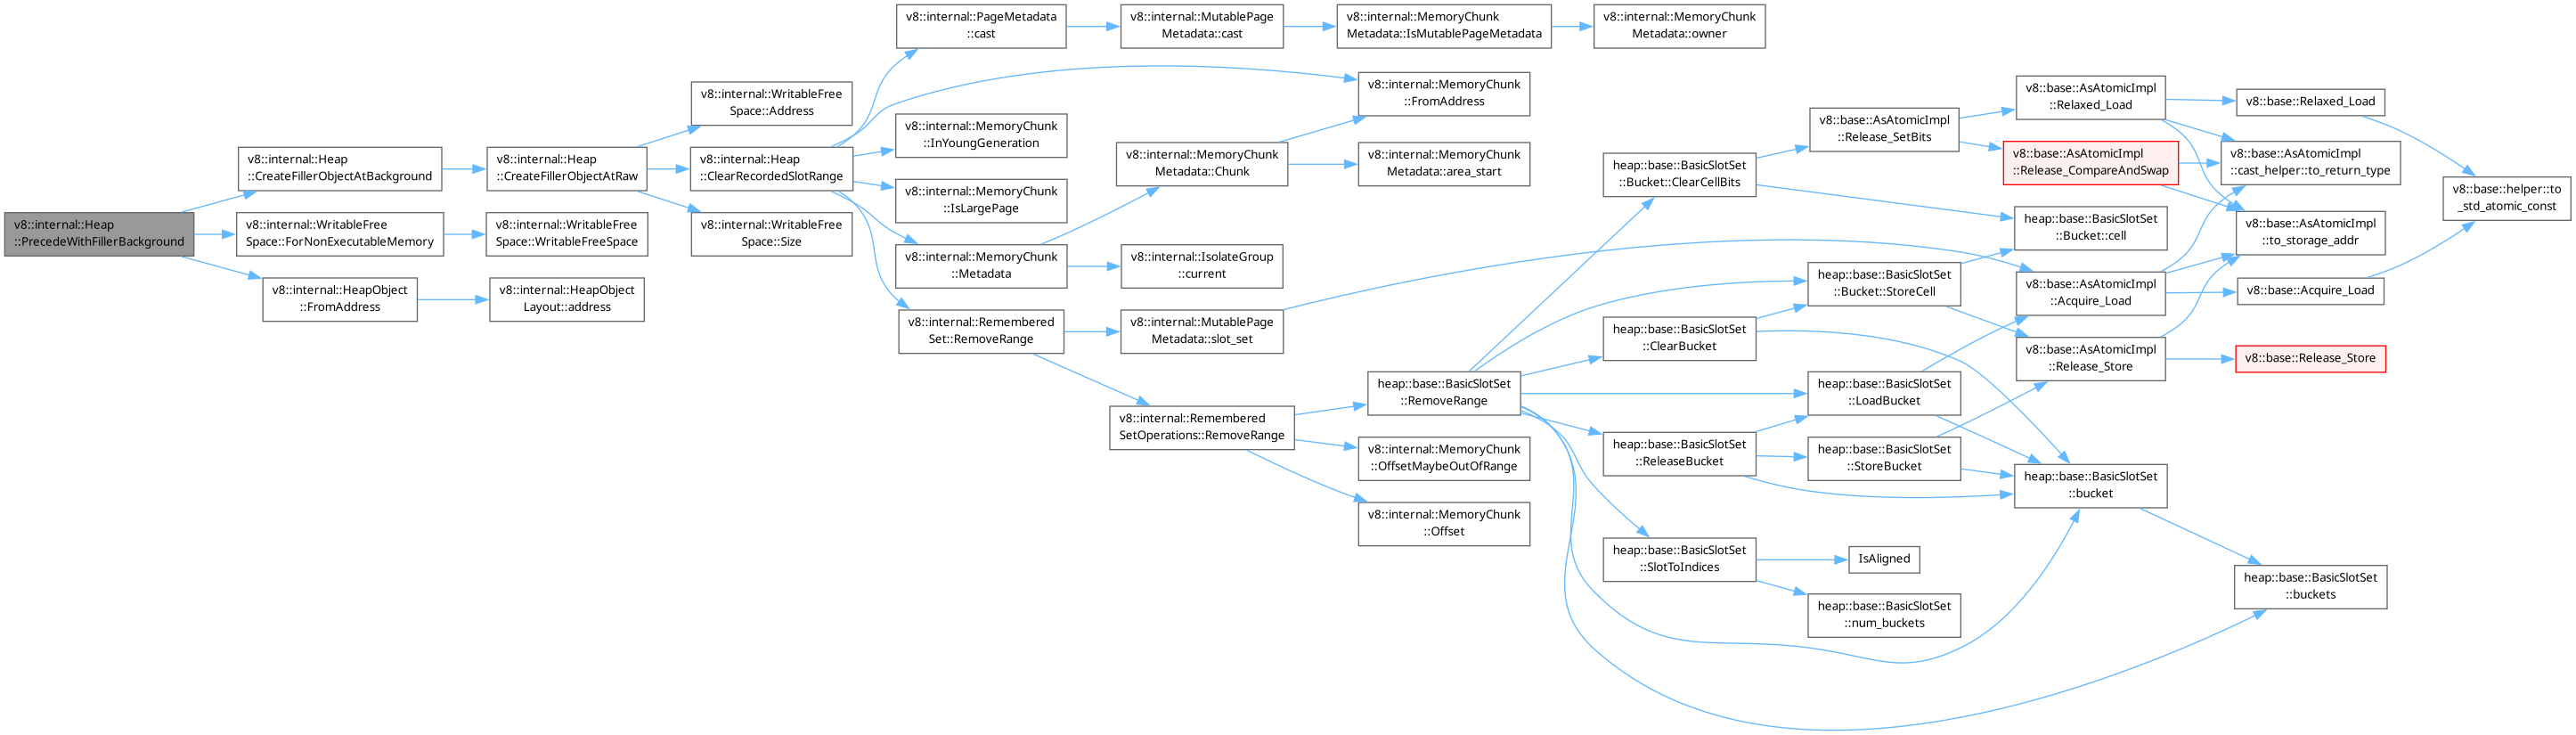 v8::internal::Heap
::PrecedeWithFillerBackground
v8::internal::Heap
::CreateFillerObjectAtBackground
v8::internal::WritableFree
Space::ForNonExecutableMemory
v8::internal::HeapObject
::FromAddress
v8::internal::Heap
::CreateFillerObjectAtRaw
v8::internal::WritableFree
Space::WritableFreeSpace
v8::internal::HeapObject
Layout::address
v8::internal::WritableFree
Space::Address
v8::internal::Heap
::ClearRecordedSlotRange
v8::internal::WritableFree
Space::Size
v8::internal::PageMetadata
::cast
v8::internal::MemoryChunk
::InYoungGeneration
v8::internal::MemoryChunk
::IsLargePage
v8::internal::MemoryChunk
::Metadata
v8::internal::Remembered
Set::RemoveRange
v8::internal::MutablePage
Metadata::cast
v8::internal::MemoryChunk
Metadata::Chunk
v8::internal::IsolateGroup
::current
v8::internal::MutablePage
Metadata::slot_set
v8::internal::Remembered
SetOperations::RemoveRange
v8::internal::MemoryChunk
Metadata::IsMutablePageMetadata
v8::internal::MemoryChunk
::FromAddress
v8::internal::MemoryChunk
Metadata::area_start
heap::base::BasicSlotSet
::RemoveRange
v8::internal::MemoryChunk
::OffsetMaybeOutOfRange
v8::internal::MemoryChunk
::Offset
v8::internal::MemoryChunk
Metadata::owner
heap::base::BasicSlotSet
::Bucket::ClearCellBits
heap::base::BasicSlotSet
::ClearBucket
heap::base::BasicSlotSet
::ReleaseBucket
heap::base::BasicSlotSet
::SlotToIndices
v8::base::AsAtomicImpl
::Release_SetBits
heap::base::BasicSlotSet
::Bucket::StoreCell
heap::base::BasicSlotSet
::LoadBucket
heap::base::BasicSlotSet
::StoreBucket
IsAligned
heap::base::BasicSlotSet
::num_buckets
v8::base::AsAtomicImpl
::Relaxed_Load
v8::base::AsAtomicImpl
::Release_CompareAndSwap
heap::base::BasicSlotSet
::Bucket::cell
v8::base::AsAtomicImpl
::Acquire_Load
v8::base::AsAtomicImpl
::Release_Store
heap::base::BasicSlotSet
::bucket
v8::base::Relaxed_Load
v8::base::AsAtomicImpl
::cast_helper::to_return_type
v8::base::AsAtomicImpl
::to_storage_addr
v8::base::Acquire_Load
v8::base::Release_Store
heap::base::BasicSlotSet
::buckets
v8::base::helper::to
_std_atomic_const